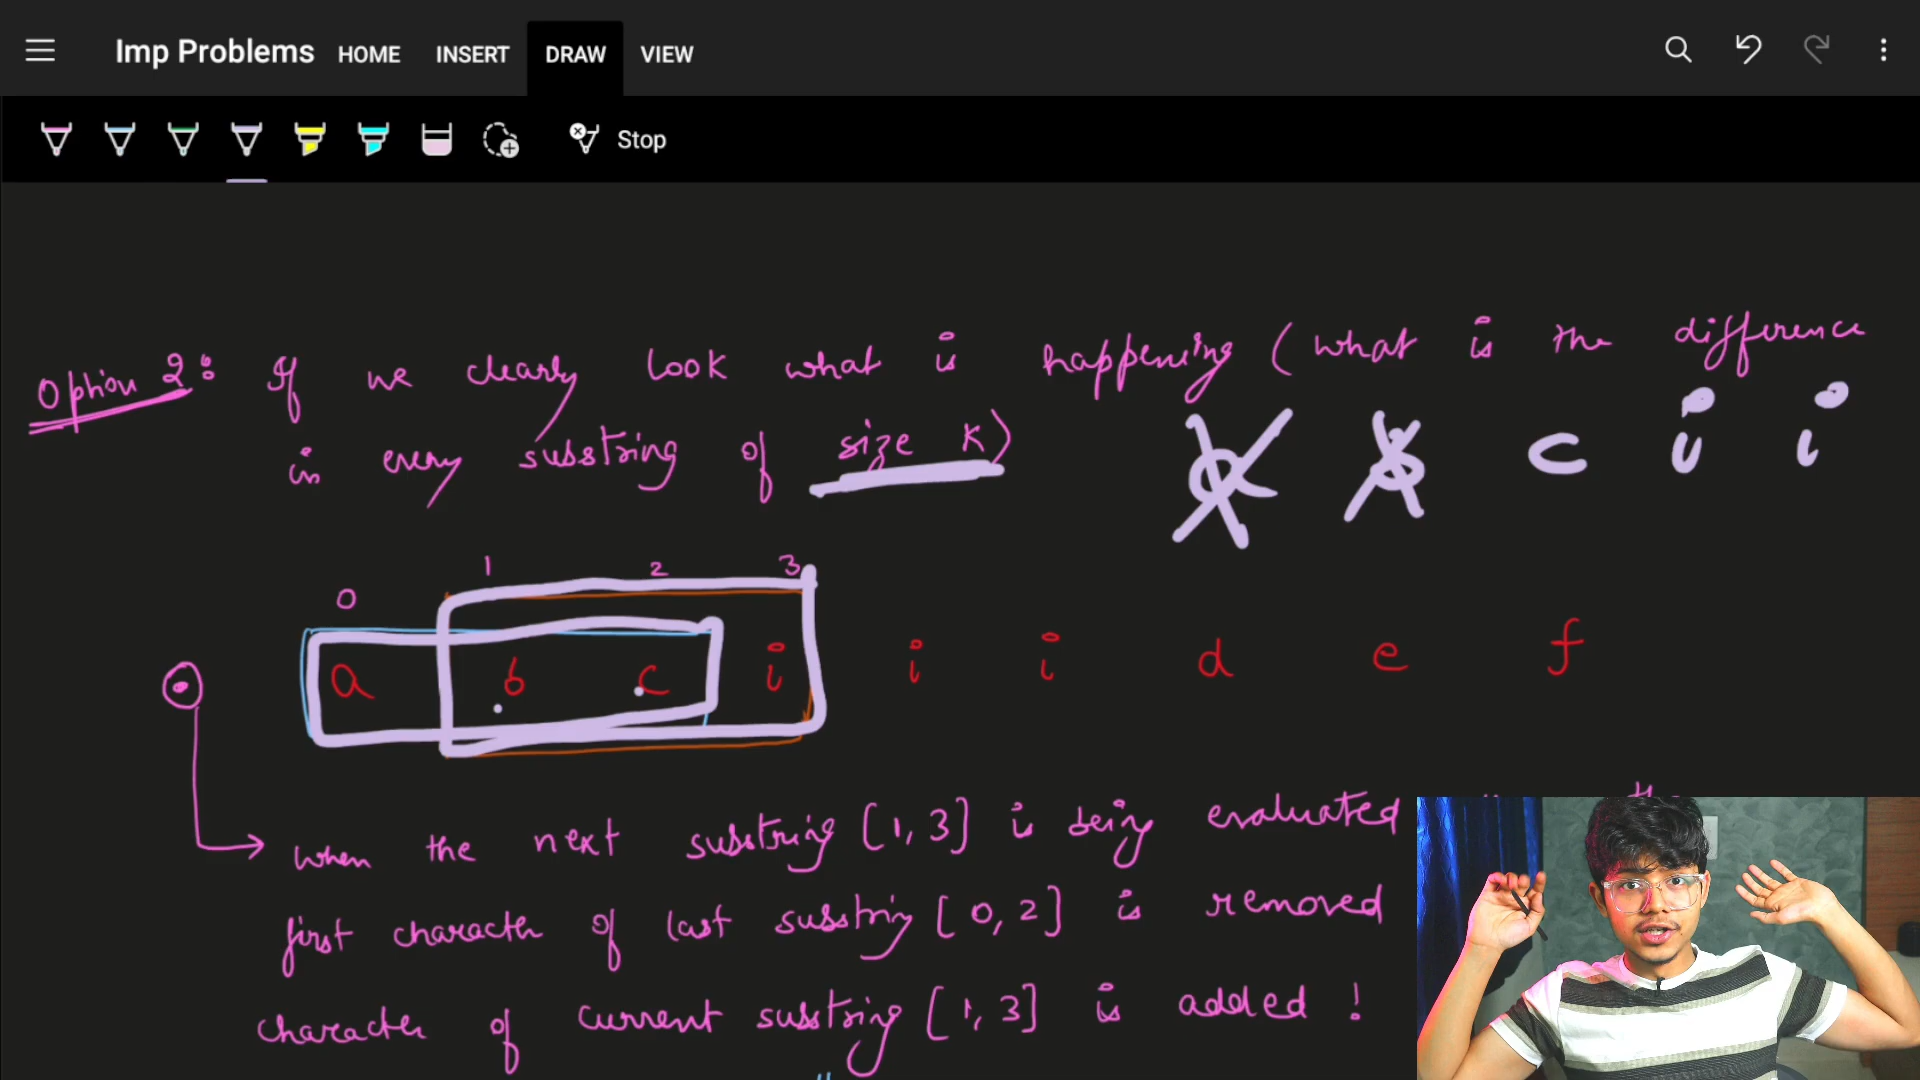 Imp Problems HOME INSERT DRAW VIEW
Stop
Option 2: If we clearly look what is happening (what is the difference
in every substring of size K)
a b c i i
0 1 2 3
a b c i i i d e f
when the next substring [1, 3] is being evaluated the
first character of last substring [0, 2] is removed
character of current substring [1, 3] is added !